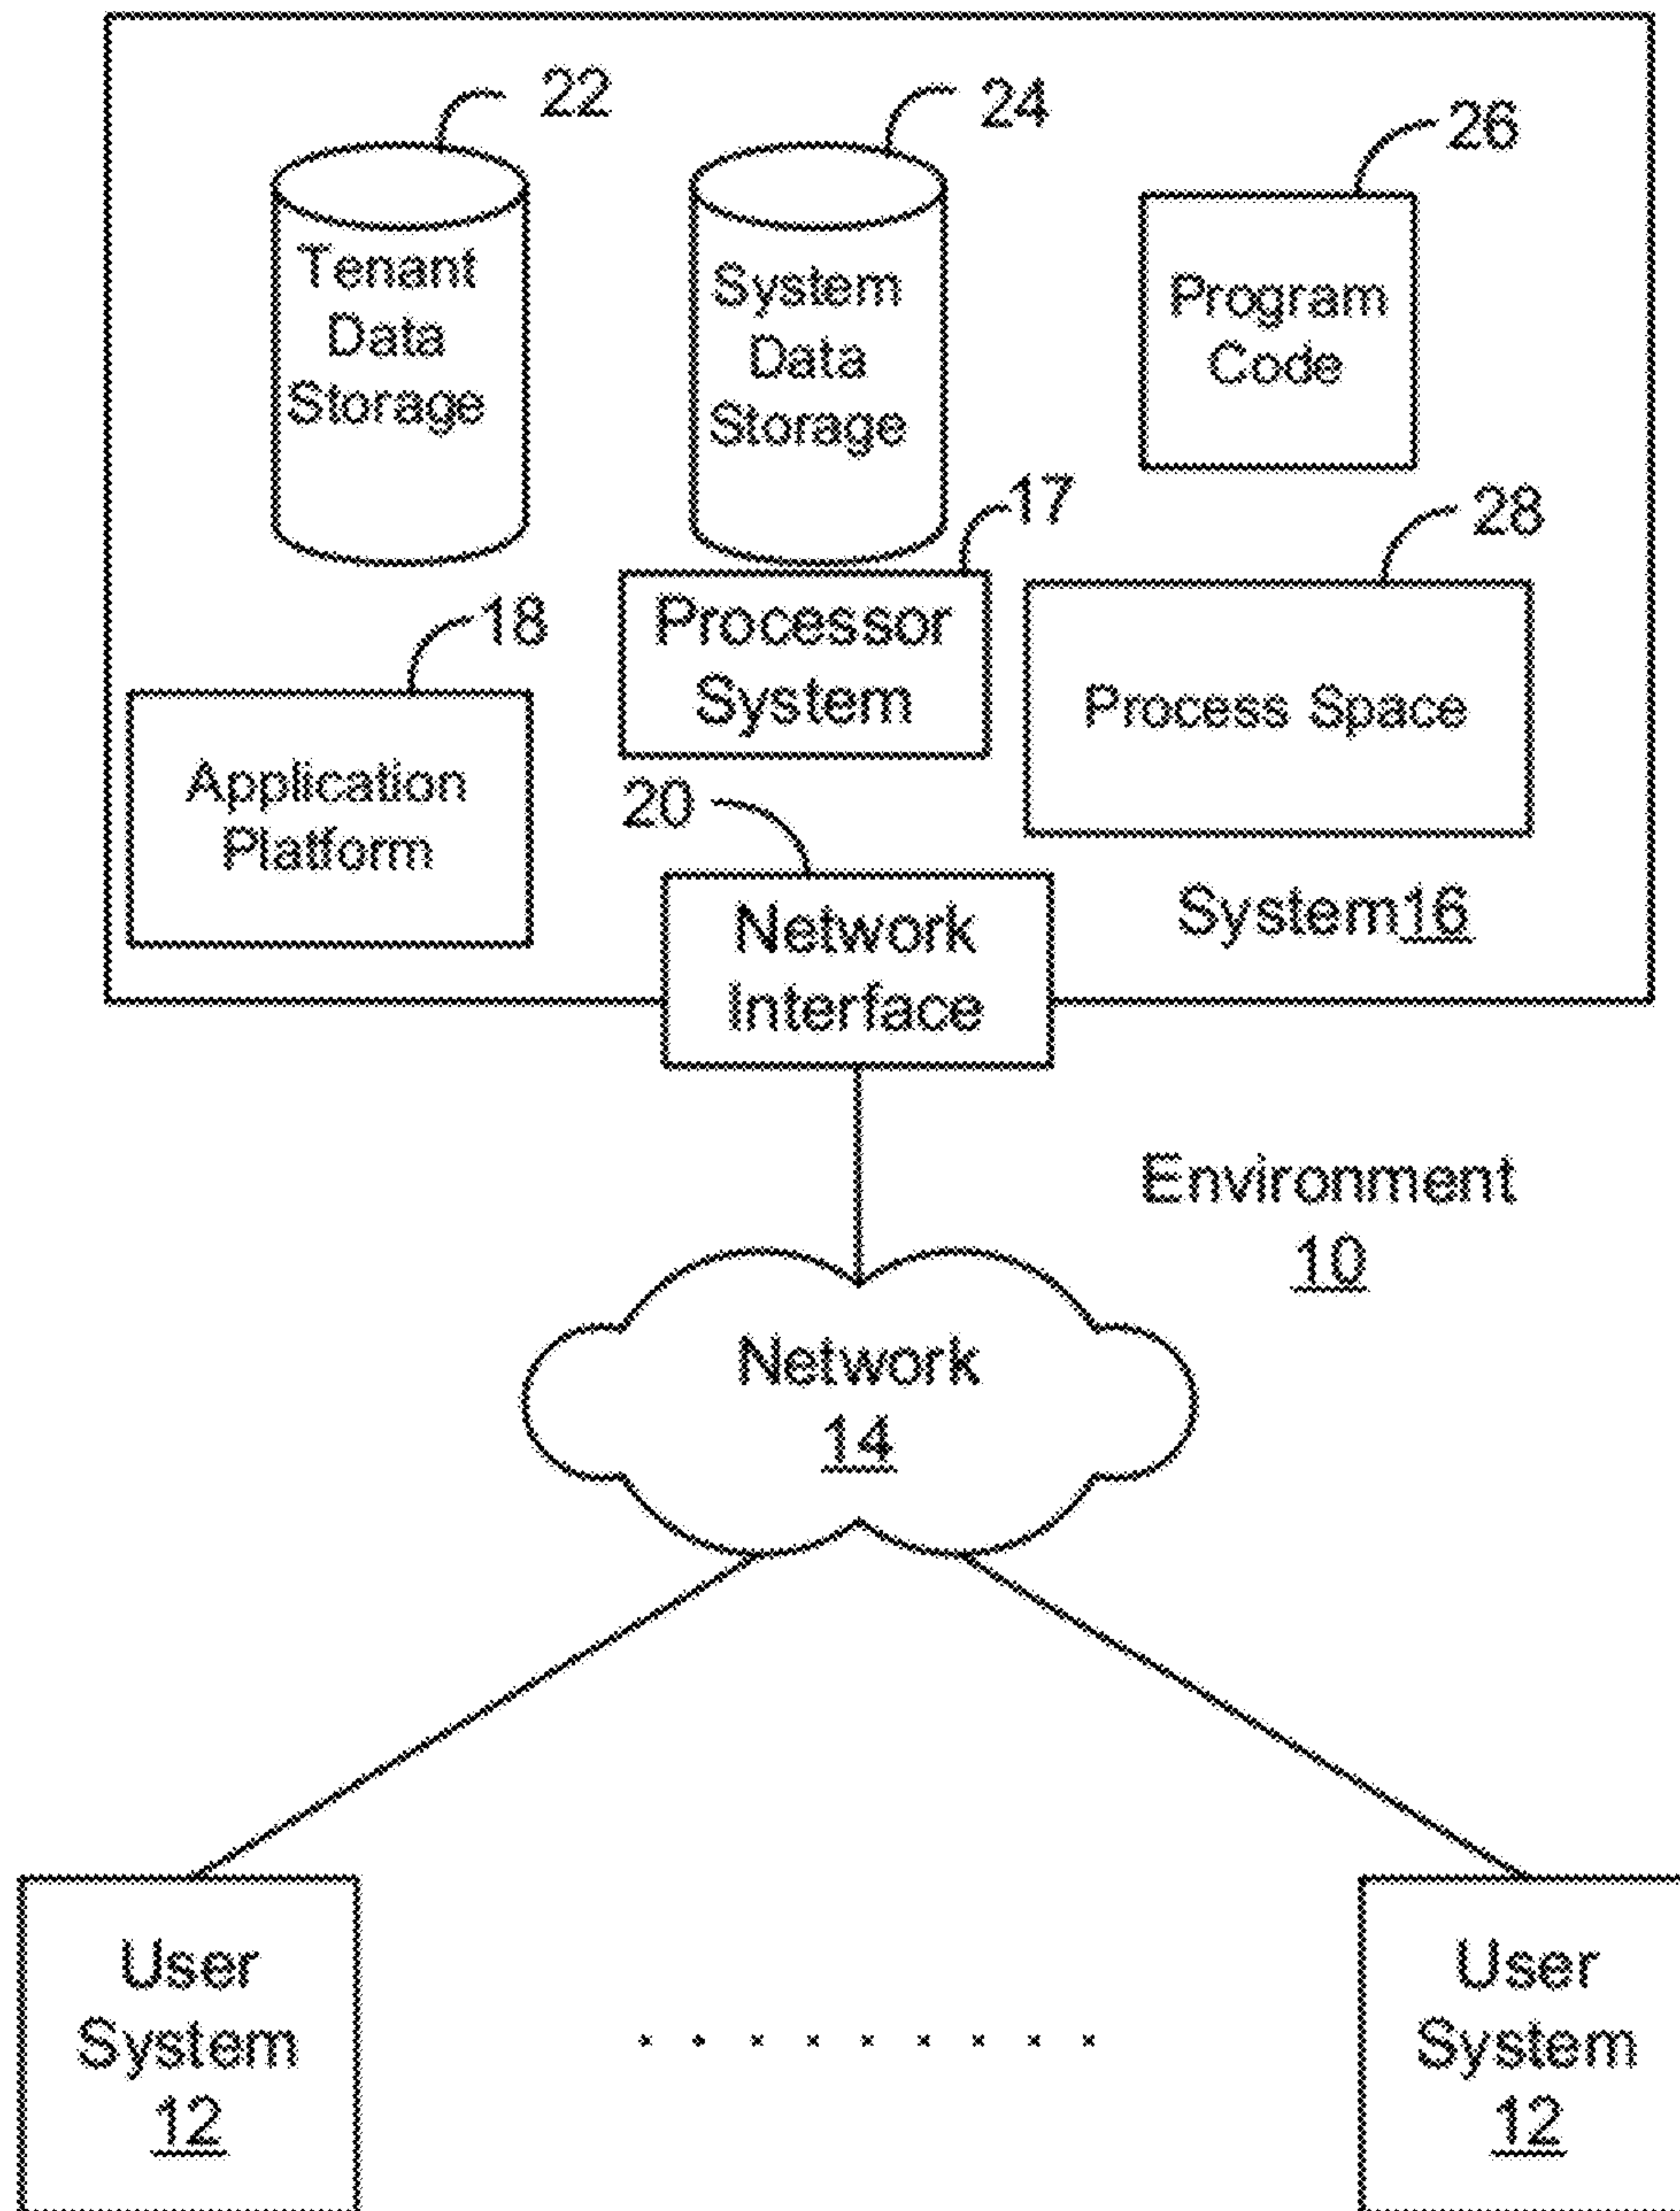 22
24
26
Tenant
Data
Storage
System
Data
Storage
Program
Code
17
28
18
Processor
System
Process Space
Application
Platform
20
Network
Interface
System16
Environment
10
Network
14
User
System
12
User
System
12